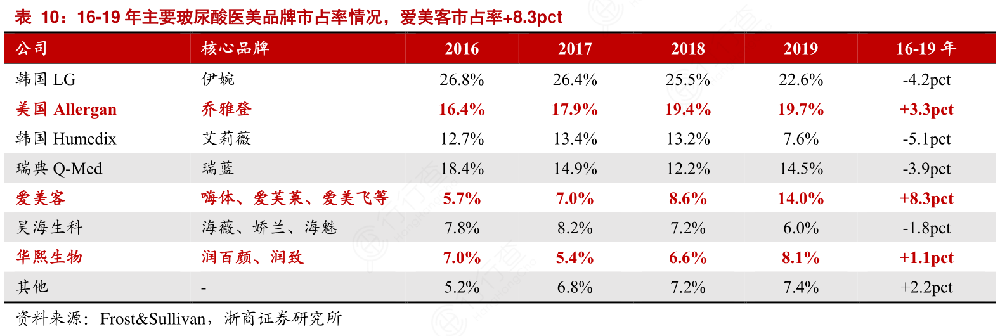 表 10：16-19 年主要玻尿酸医美品牌市占率情况，爱美客市占率+8.3pct
公司 核心品牌 2016 2017 2018 2019 16-19 年
韩国 LG 伊婉 26.8% 26.4% 25.5% 22.6% -4.2pct
美国 Allergan 乔雅登 16.4% 17.9% 19.4% 19.7% +3.3pct
韩国 Humedix 艾莉薇 12.7% 13.4% 13.2% 7.6% -5.1pct
瑞典 Q-Med 瑞蓝 18.4% 14.9% 12.2% 14.5% -3.9pct
爱美客 嗨体、爱芙莱、爱美飞等 5.7% 7.0% 8.6% 14.0% +8.3pct
昊海生科 海薇、娇兰、海魅 7.8% 8.2% 7.2% 6.0% -1.8pct
华熙生物 润百颜、润致 7.0% 5.4% 6.6% 8.1% +1.1pct
其他 - 5.2% 6.8% 7.2% 7.4% +2.2pct
资料来源：Frost&Sullivan，浙商证券研究所
行行查
HangHangCha